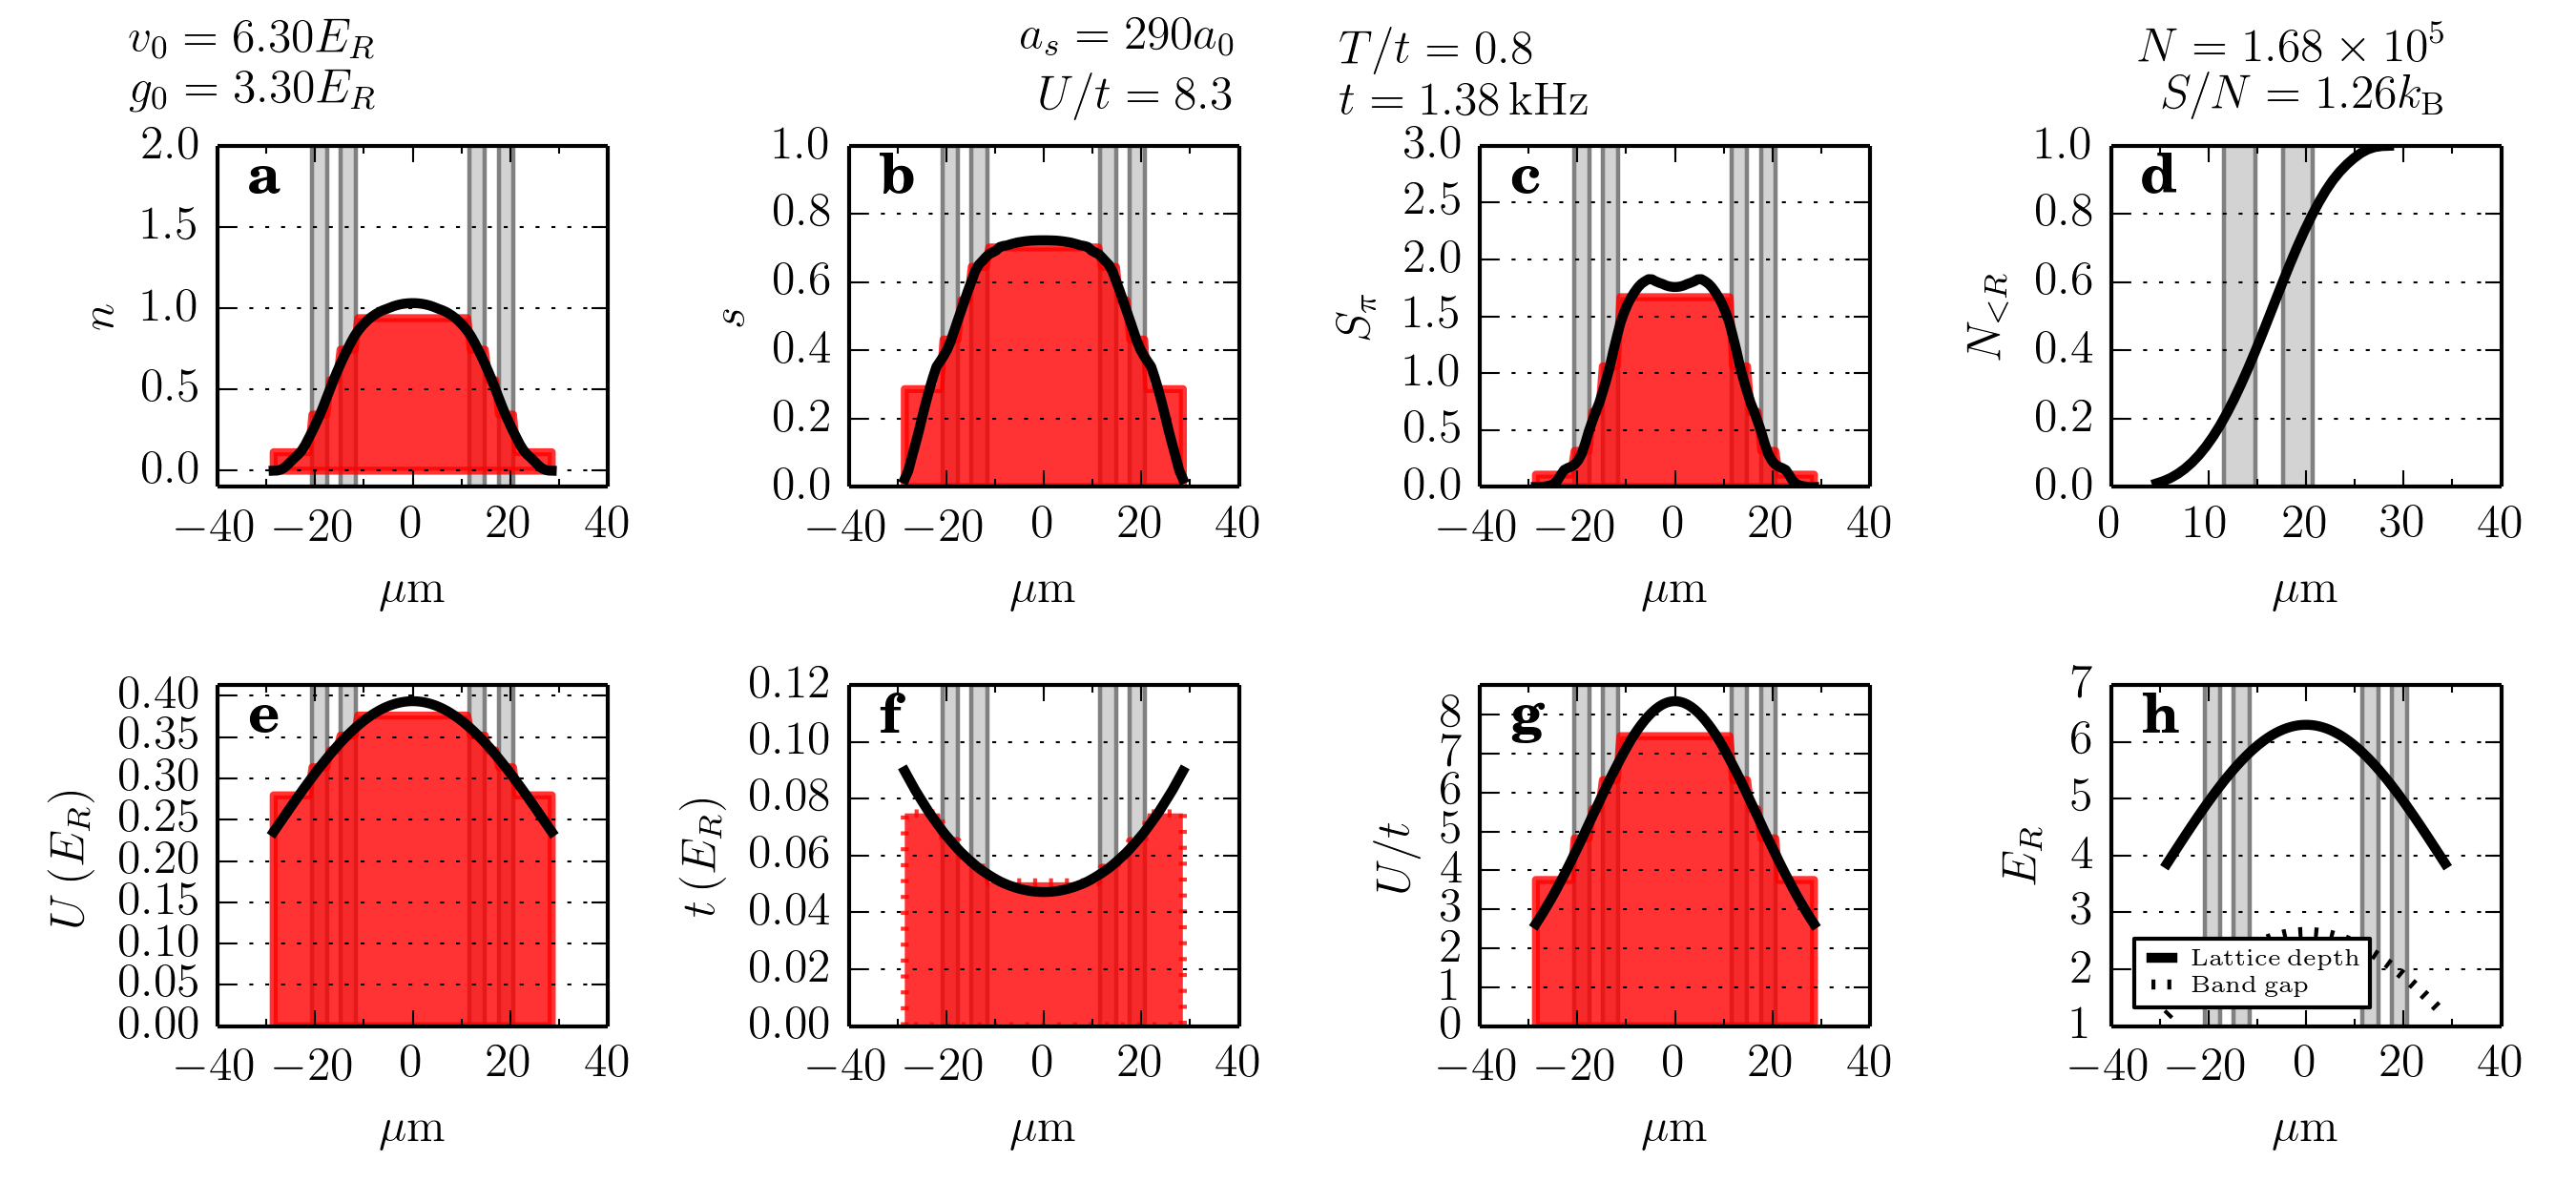 v₀ = 6.30E_R
g₀ = 3.30E_R
a_s = 290a₀
U/t = 8.3
T/t = 0.8
t = 1.38 kHz
N = 1.68 × 10⁵
S/N = 1.26k_B
a
n
2.0
1.5
1.0
0.5
0.0
−40 −20 0 20 40
μm
b
s
1.0
0.8
0.6
0.4
0.2
0.0
−40 −20 0 20 40
μm
c
S_π
3.0
2.5
2.0
1.5
1.0
0.5
0.0
−40 −20 0 20 40
μm
d
N_{<R}
1.0
0.8
0.6
0.4
0.2
0.0
0 10 20 30 40
μm
e
U (E_R)
0.40
0.35
0.30
0.25
0.20
0.15
0.10
0.05
0.00
−40 −20 0 20 40
μm
f
t (E_R)
0.12
0.10
0.08
0.06
0.04
0.02
0.00
−40 −20 0 20 40
μm
g
U/t
8
7
6
5
4
3
2
1
0
−40 −20 0 20 40
μm
h
E_R
7
6
5
4
3
2
1
Lattice depth
Band gap
−40 −20 0 20 40
μm